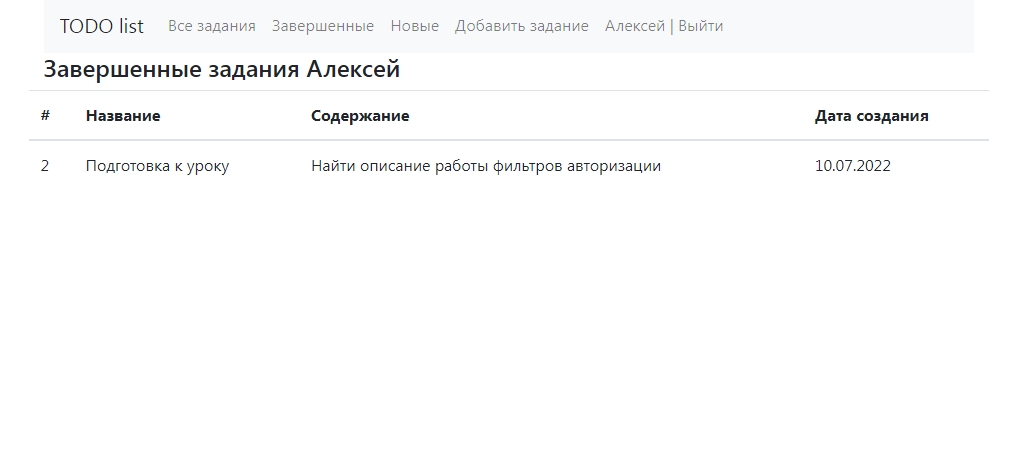 TODO list Все задания Завершенные Новые Добавить задание Алексей | Выйти
Завершенные задания Алексей
# Название Содержание Дата создания
2 Подготовка к уроку Найти описание работы фильтров авторизации 10.07.2022